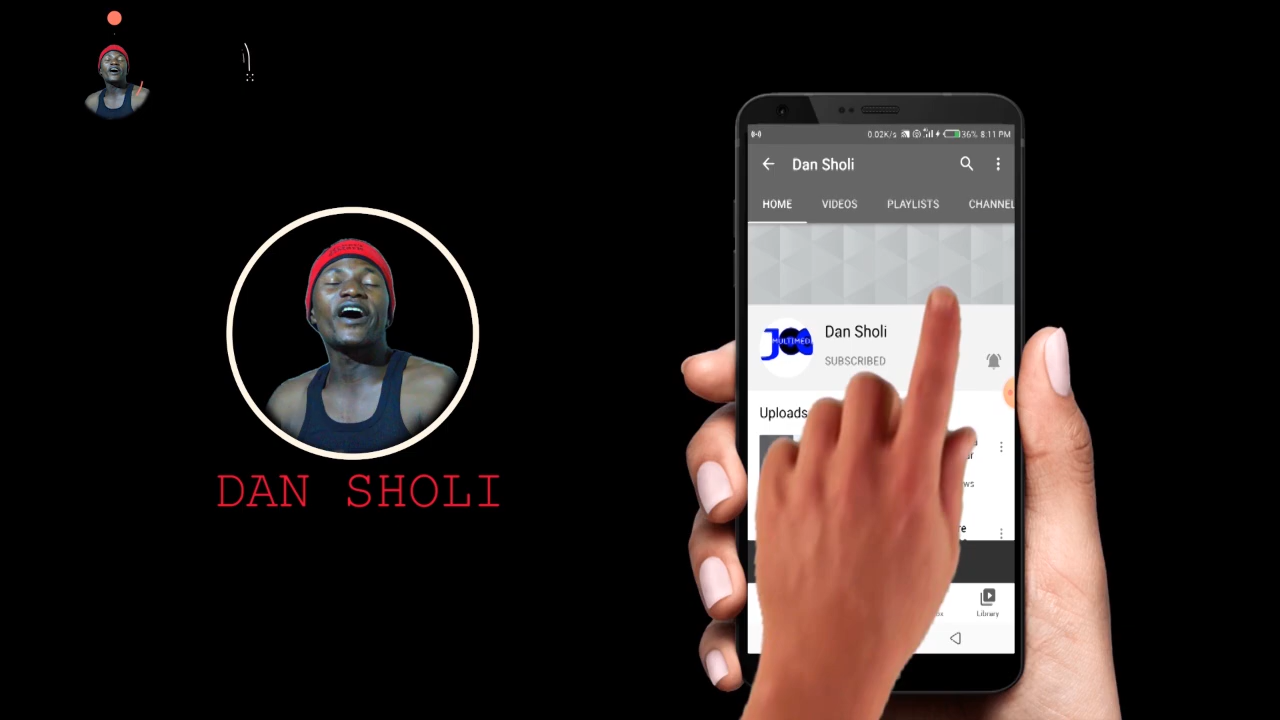 0.02K/s 36% 8:11 PM
Dan Sholi
HOME VIDEOS PLAYLISTS CHANNEL
Dan Sholi
SUBSCRIBED
MULTIMED
Uploads
Library
DAN SHOLI